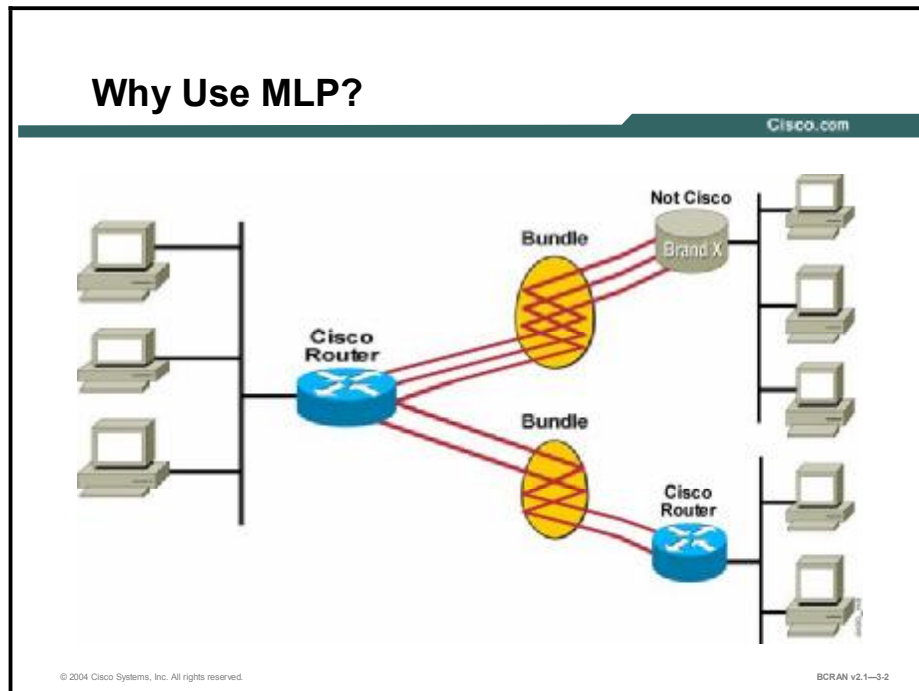 Why Use MLP?
Cisco.com
Not Cisco
Brand X
Bundle
Cisco
Router
Bundle
Cisco
Router
© 2004 Cisco Systems, Inc. All rights reserved.
BCRAN v2.1—3-2